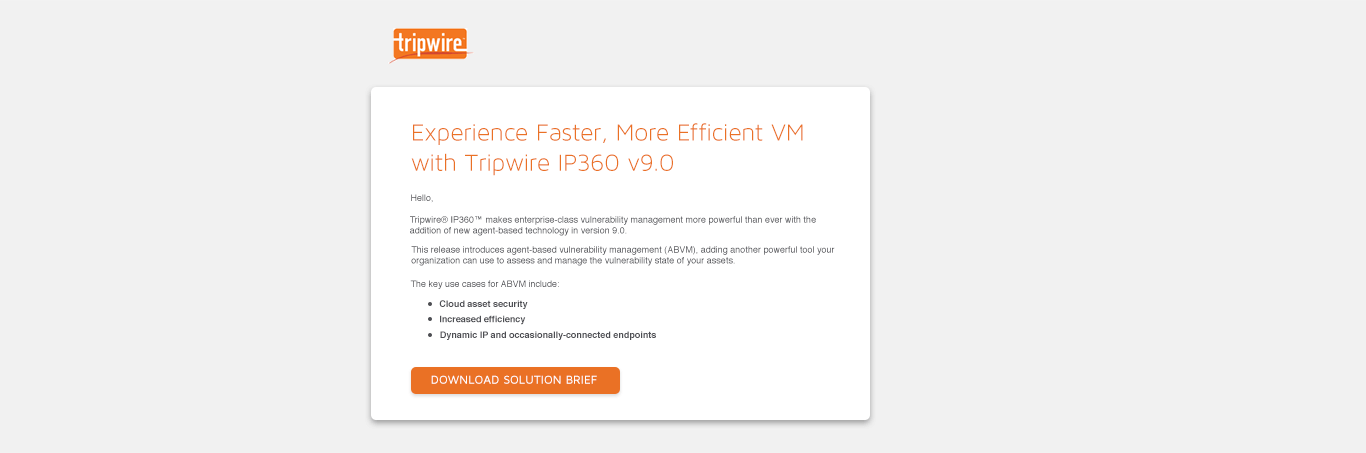 tripwire
Experience Faster, More Efficient VM
with Tripwire IP360 v9.0
Hello,
Tripwire® IP360™ makes enterprise-class vulnerability management more powerful than ever with the
addition of new agent-based technology in version 9.0.
This release introduces agent-based vulnerability management (ABVM), adding another powerful tool your
organization can use to assess and manage the vulnerability state of your assets.
The key use cases for ABVM include:
• Cloud asset security
• Increased efficiency
• Dynamic IP and occasionally-connected endpoints
DOWNLOAD SOLUTION BRIEF